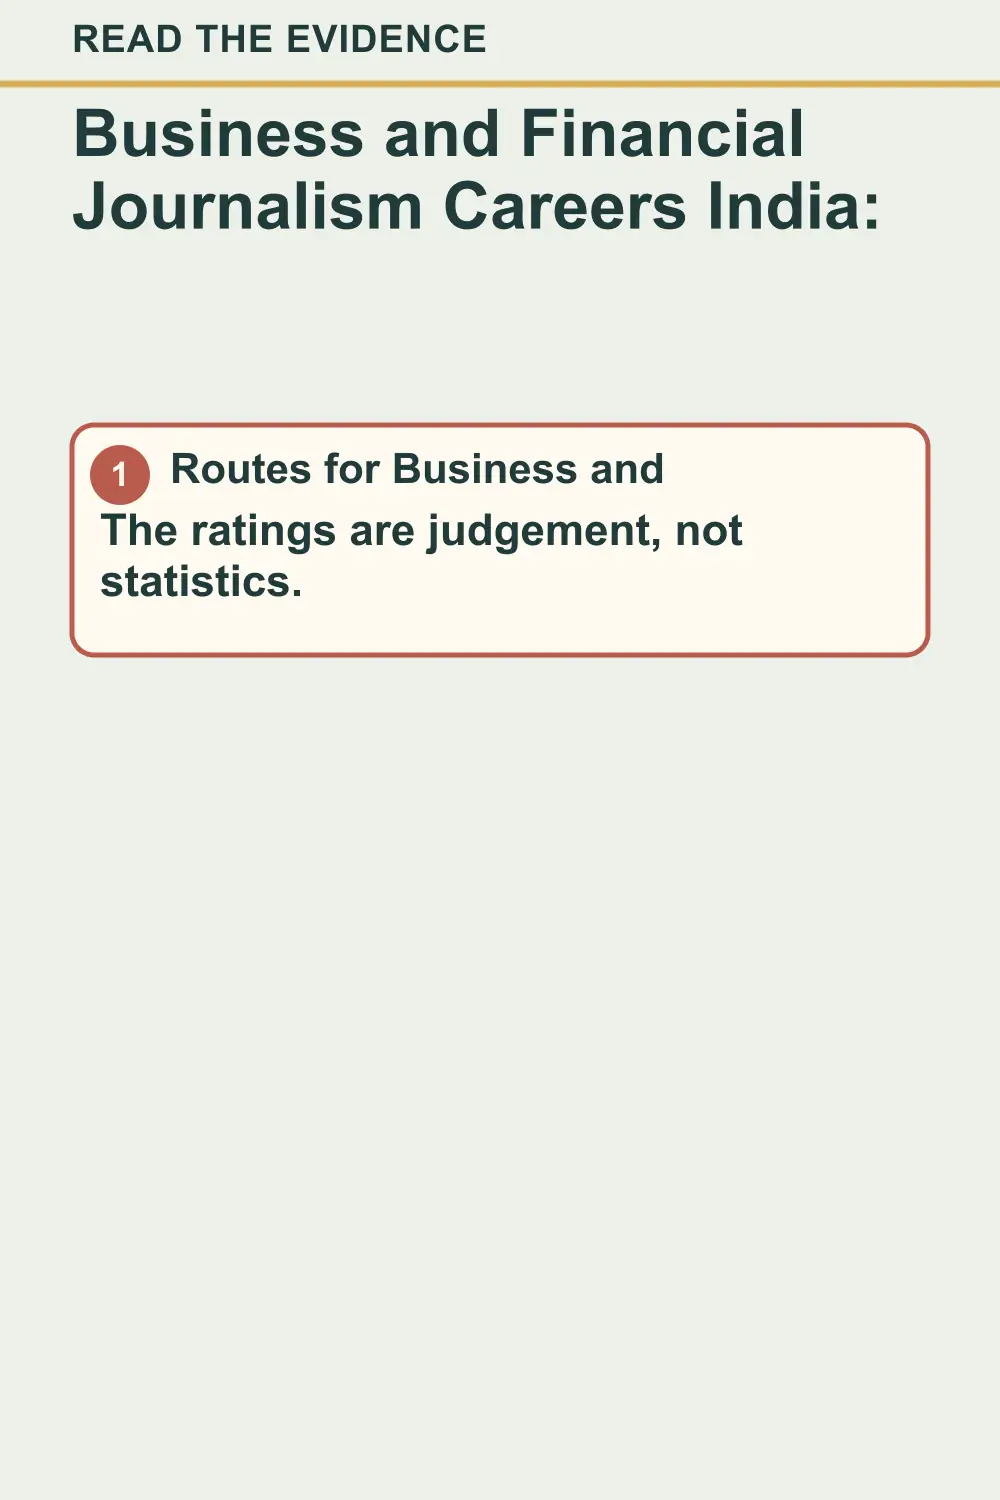 READ THE EVIDENCE
Business and Financial
Journalism Careers India:
1 Routes for Business and
The ratings are judgement, not
statistics.